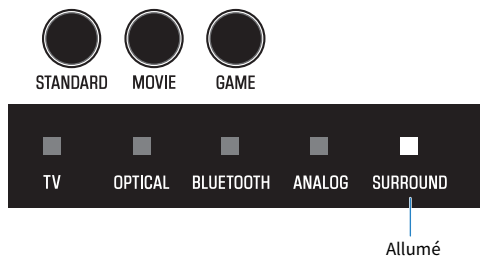 STANDARD MOVIE GAME
TV OPTICAL BLUETOOTH ANALOG SURROUND
Allumé